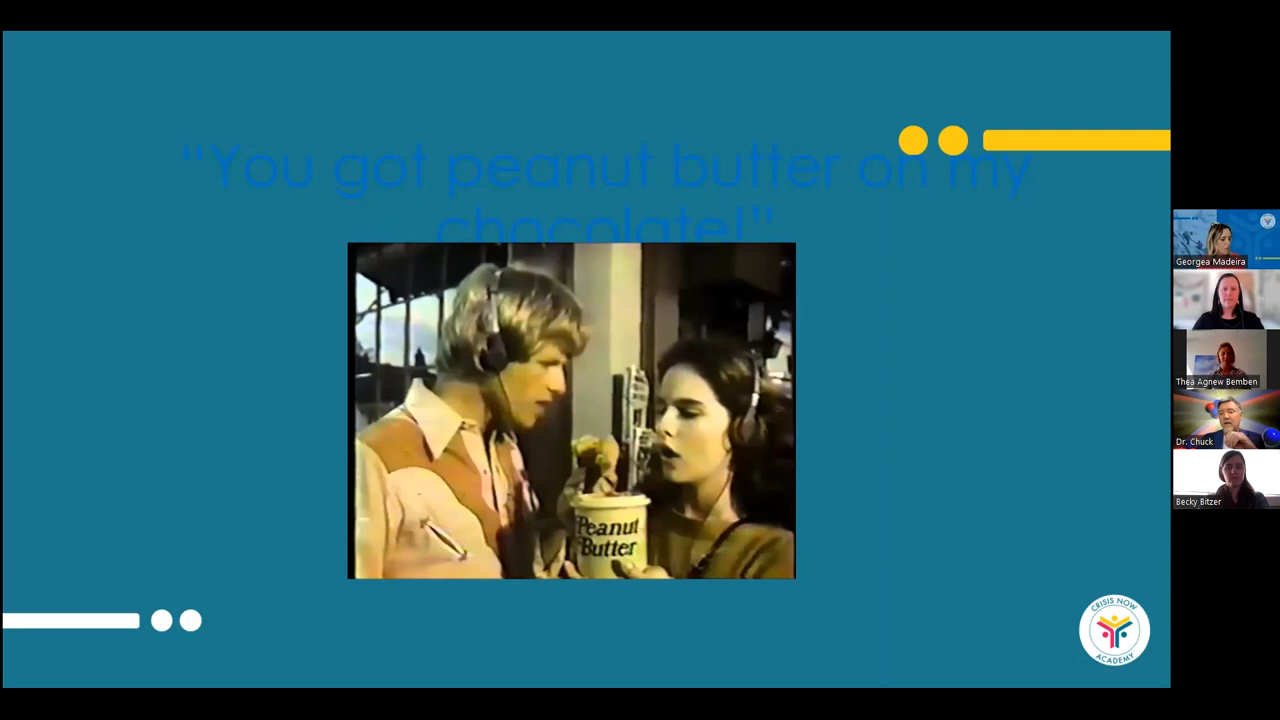 "You got peanut butter on my
chocolate!"
Peanut
Butter
CRISIS NOW
ACADEMY
Georgea Madeira
Thea Agnew Bemben
Dr. Chuck
Becky Bitzer